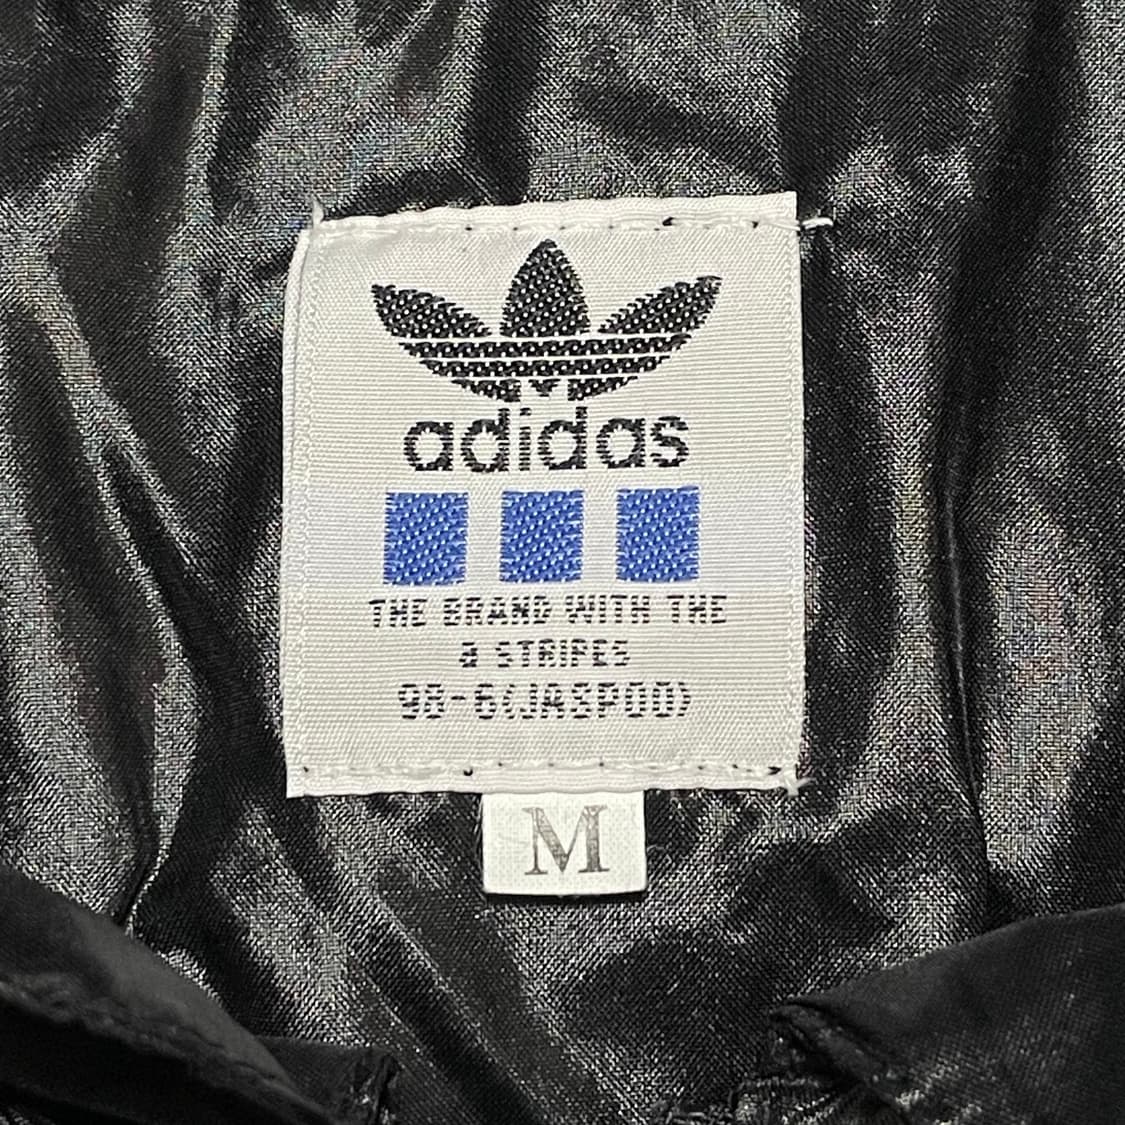 adidas
THE BRAND WITH THE
3 STRIPES
98-6(JASPOO)
M